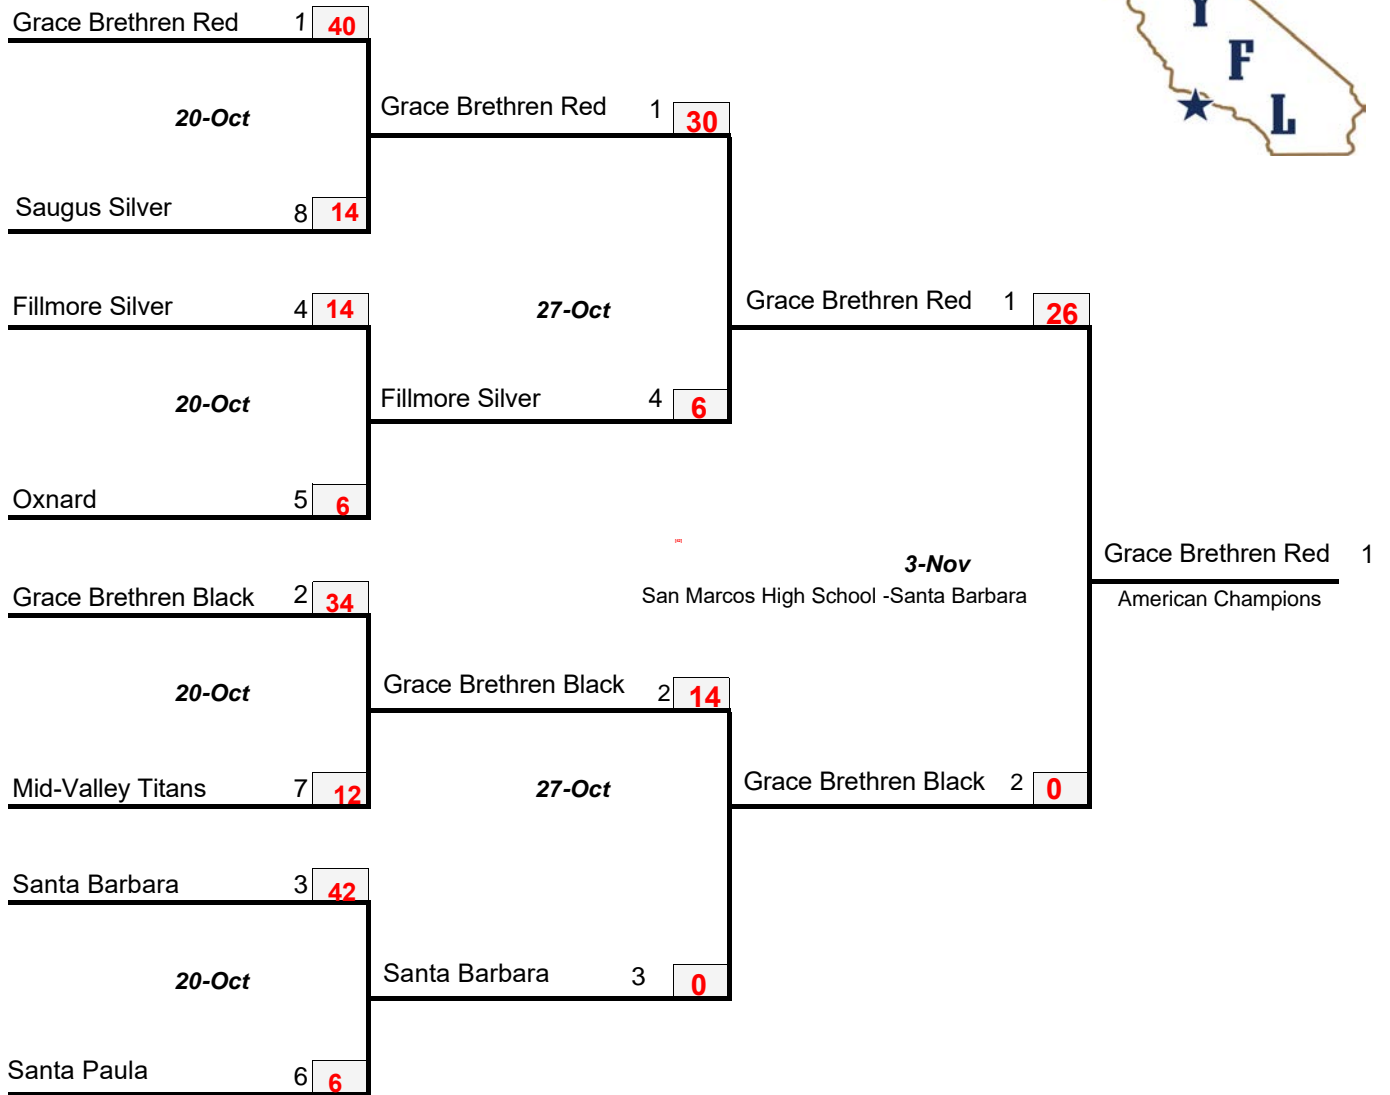 Grace Brethren Red 1 40
Y
F
L
20-Oct
Grace Brethren Red 1 30
Saugus Silver 8 14
Fillmore Silver 4 14
27-Oct
Grace Brethren Red 1 26
20-Oct
Fillmore Silver 4 6
Oxnard 5 6
3-Nov
Grace Brethren Red 1
San Marcos High School -Santa Barbara
American Champions
Grace Brethren Black 2 34
20-Oct
Grace Brethren Black 2 14
Mid-Valley Titans 7 12
27-Oct
Grace Brethren Black 2 0
Santa Barbara 3 42
20-Oct
Santa Barbara 3 0
Santa Paula 6 6